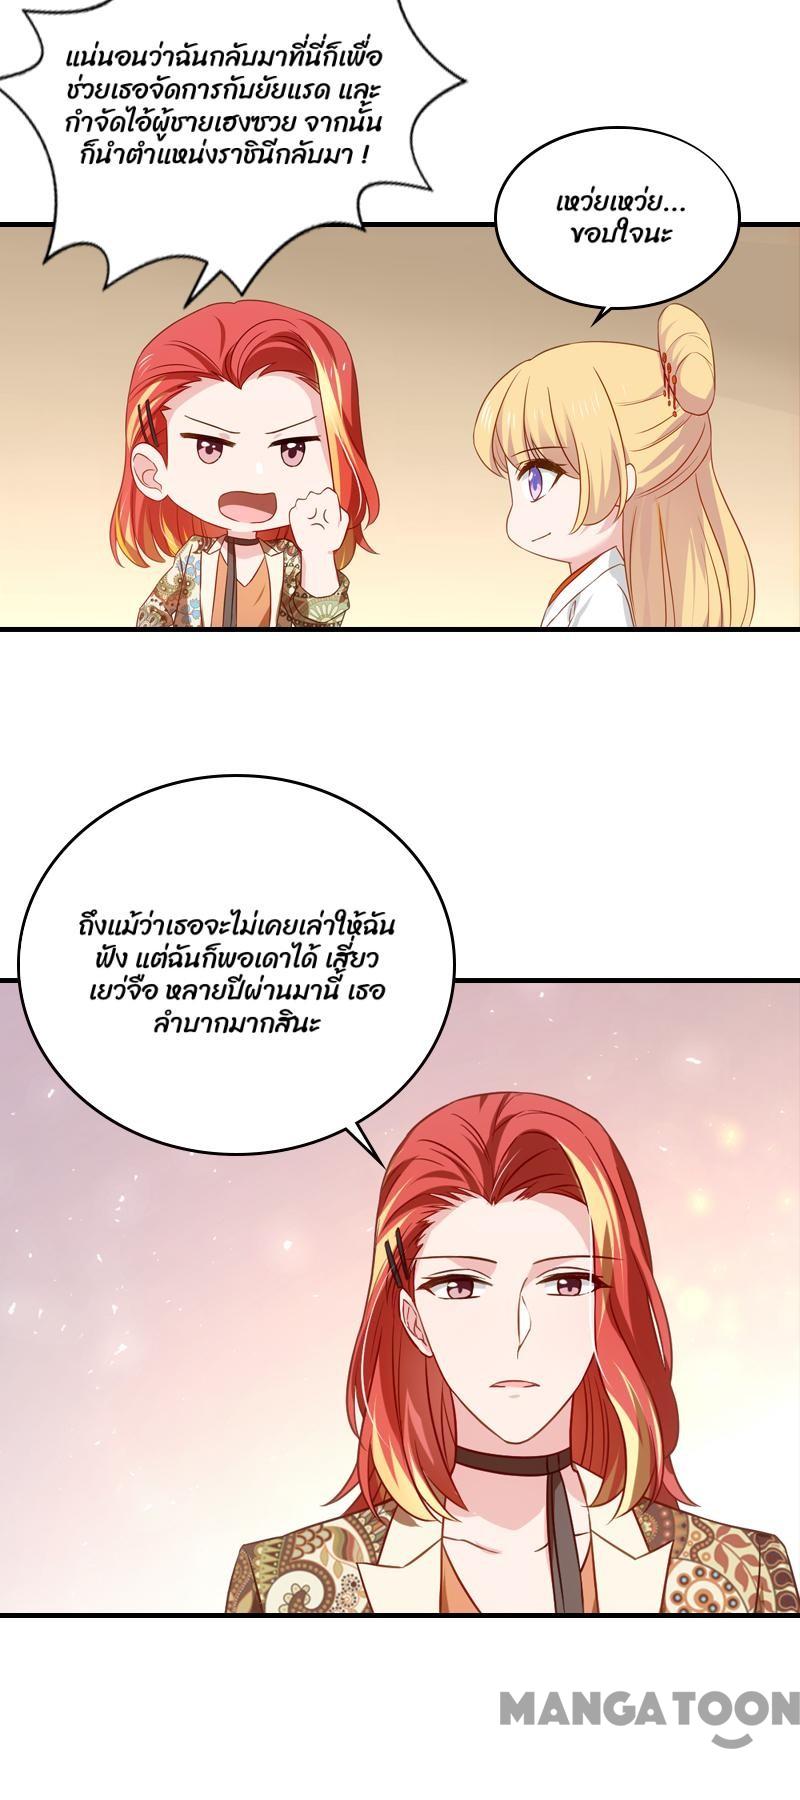 แน่นอนว่าฉันกลับมาที่นี่ก็เพื่อ
ช่วยเธอจัดการกับยัยแรด และ
กำจัดไอ้ผู้ชายเฮงซวย จากนั้น
ก็นำตำแหน่งราชินีกลับมา !
เหว่ยเหว่ย...
ขอบใจนะ
ถึงแม้ว่าเธอจะไม่เคยเล่าให้ฉัน
ฟัง แต่ฉันก็พอเดาได้ เสี่ยว
เยว่จือ หลายปีผ่านมานี้ เธอ
ลำบากมากสินะ
MANGATOON